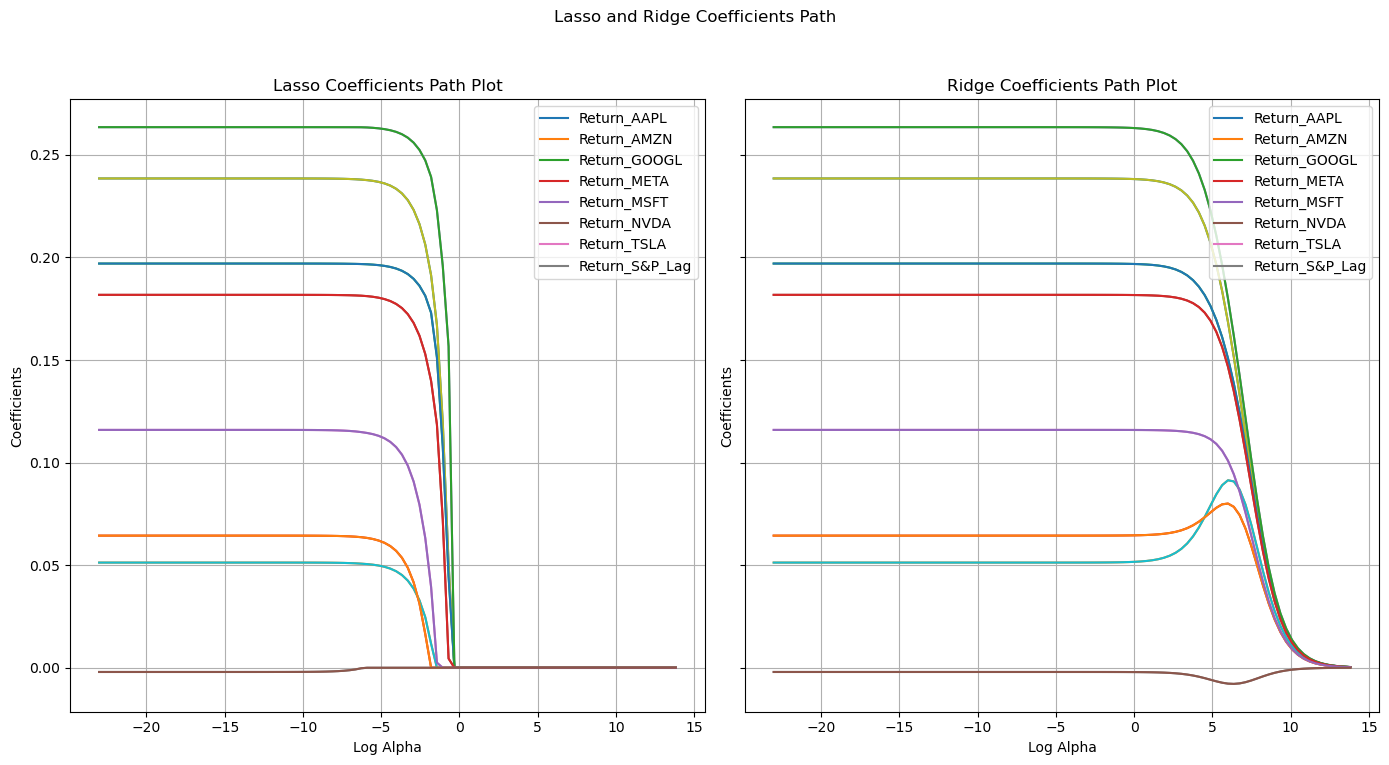 Lasso and Ridge Coefficients Path
Lasso Coefficients Path Plot
Return_AAPL
Return_AMZN
Return_GOOGL
Return_META
Return_MSFT
Return_NVDA
Return_TSLA
Return_S&P_Lag
0.25
0.20
0.15
0.10
0.05
0.00
Coefficients
−20
−15
−10
−5
0
5
10
15
Log Alpha
Ridge Coefficients Path Plot
Return_AAPL
Return_AMZN
Return_GOOGL
Return_META
Return_MSFT
Return_NVDA
Return_TSLA
Return_S&P_Lag
Coefficients
−20
−15
−10
−5
0
5
10
15
Log Alpha